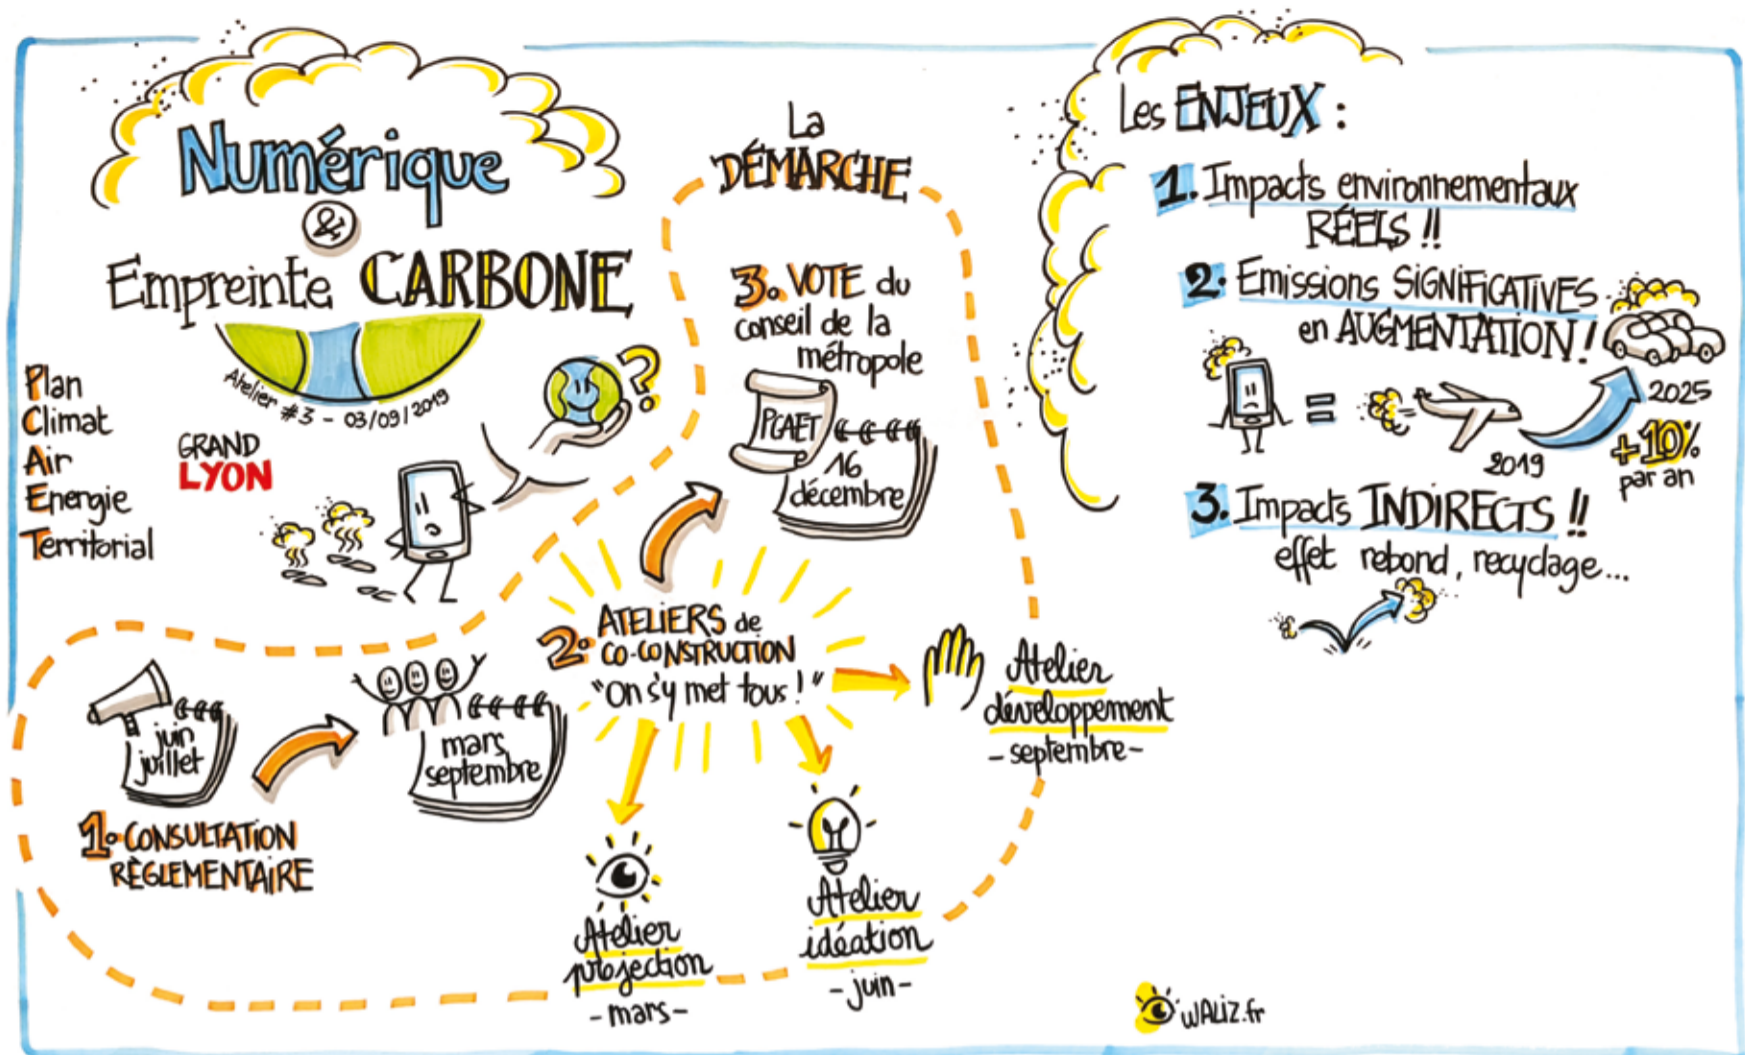 Numérique
&
Empreinte CARBONE
Atelier #3 - 03/09/2019
Plan
Climat
Air
Energie
Territorial
GRAND
LYON
?
La
DÉMARCHE
1. CONSULTATION
RÈGLEMENTAIRE
juin
juillet
mars
septembre
2. ATELIERS de
CO-CONSTRUCTION
"On s'y met tous !"
Atelier
projection
- mars -
Atelier
idéation
- juin -
Atelier
développement
- septembre -
3. VOTE du
conseil de la
métropole
PCAET
16
décembre
Les ENJEUX :
1. Impacts environnementaux
RÉELS !!
2. Emissions SIGNIFICATIVES
en AUGMENTATION !
=
2019
2025
+10%
par an
3. Impacts INDIRECTS !!
effet rebond, recyclage...
WALIZ.fr